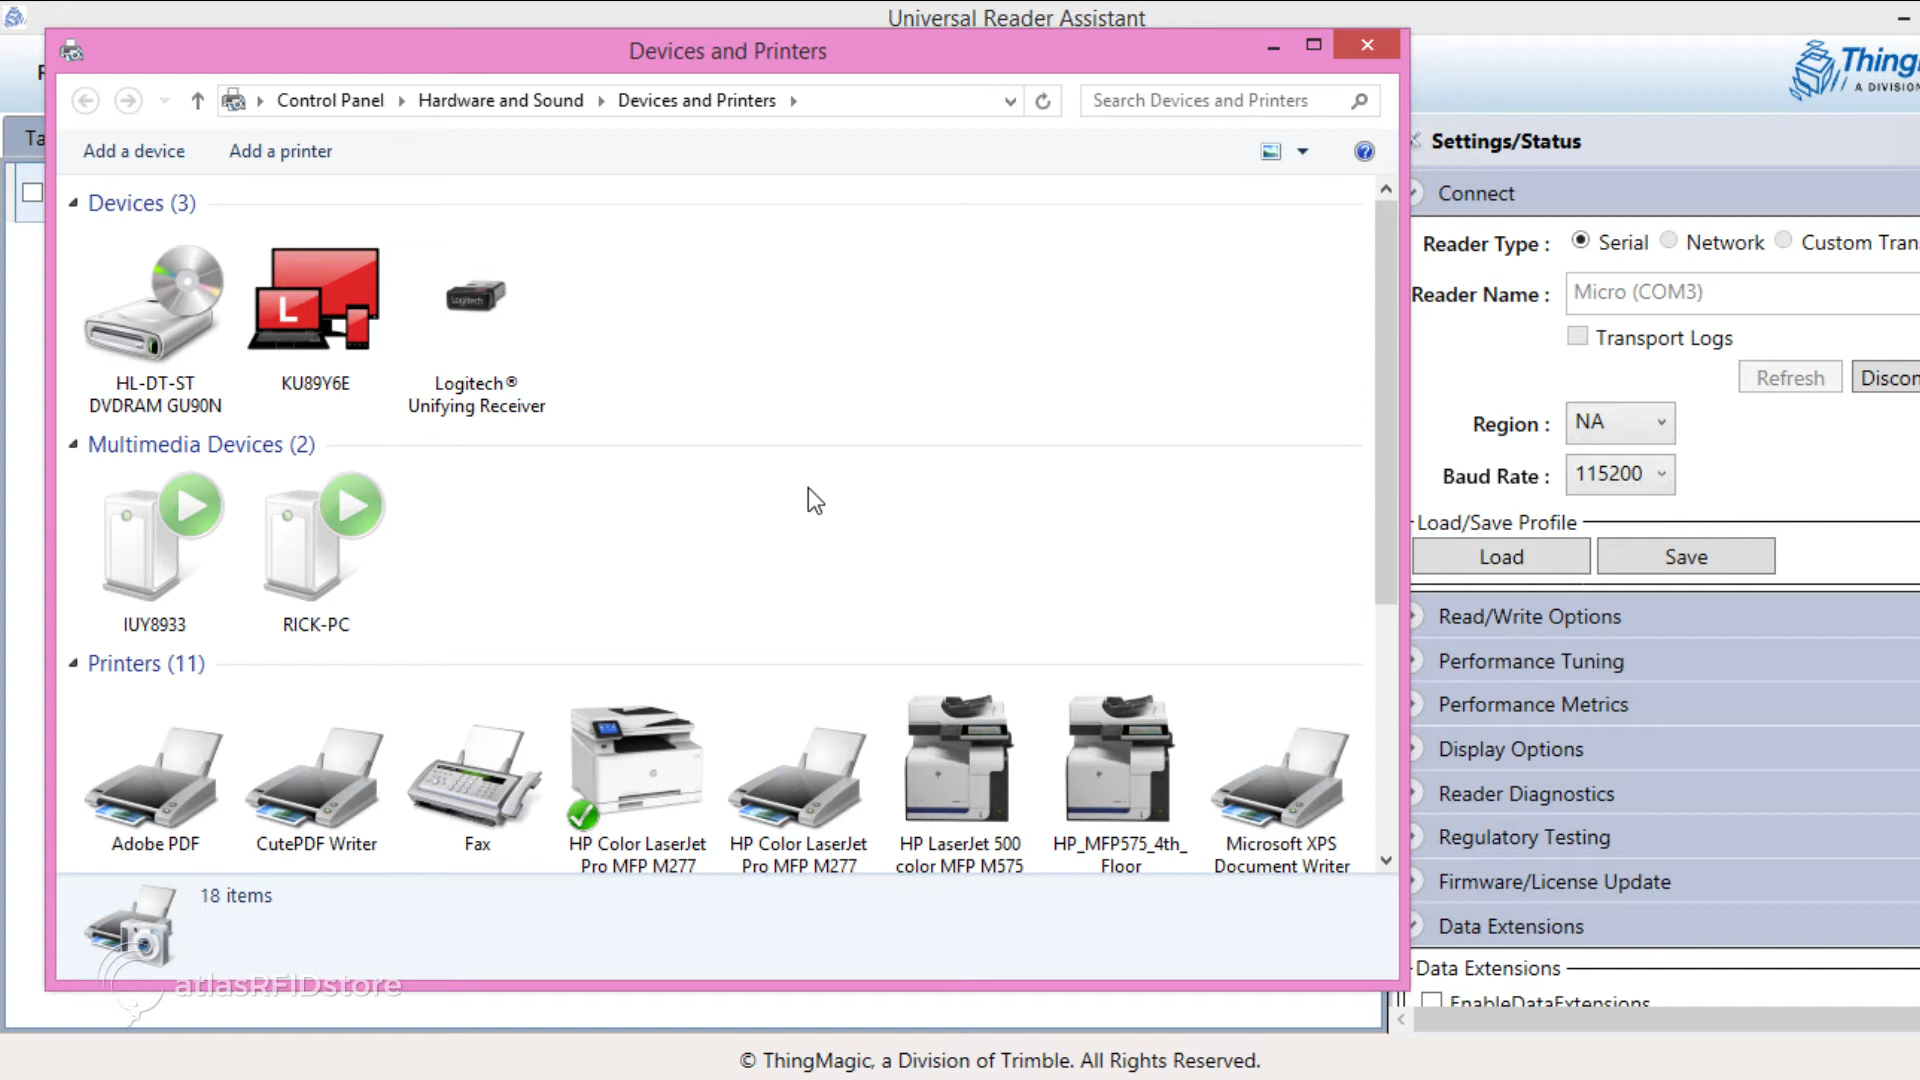 Universal Reader Assistant
Devices and Printers
Thing
A DIVISION
Control Panel Hardware and Sound Devices and Printers
Search Devices and Printers
Add a device
Add a printer
Devices (3)
L
Logitech
HL-DT-ST
DVDRAM GU90N
KU89Y6E
Logitech®
Unifying Receiver
Multimedia Devices (2)
IUY8933
RICK-PC
Printers (11)
Adobe PDF
CutePDF Writer
Fax
HP Color LaserJet
Pro MFP M277
HP Color LaserJet
Pro MFP M277
HP LaserJet 500
color MFP M575
HP_MFP575_4th_
Floor
Microsoft XPS
Document Writer
18 items
atlasRFIDstore
Settings/Status
Connect
Reader Type : Serial Network Custom Tran
Reader Name : Micro (COM3)
Transport Logs
Refresh
Discon
Region : NA
Baud Rate : 115200
Load/Save Profile
Load
Save
Read/Write Options
Performance Tuning
Performance Metrics
Display Options
Reader Diagnostics
Regulatory Testing
Firmware/License Update
Data Extensions
Data Extensions
EnableDataExtensions
© ThingMagic, a Division of Trimble. All Rights Reserved.